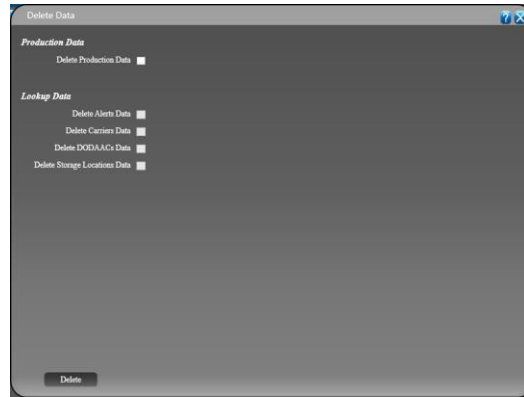 Delete Data
?
X
Production Data
Delete Production Data
Lookup Data
Delete Alerts Data
Delete Carriers Data
Delete DODAACs Data
Delete Storage Locations Data
Delete